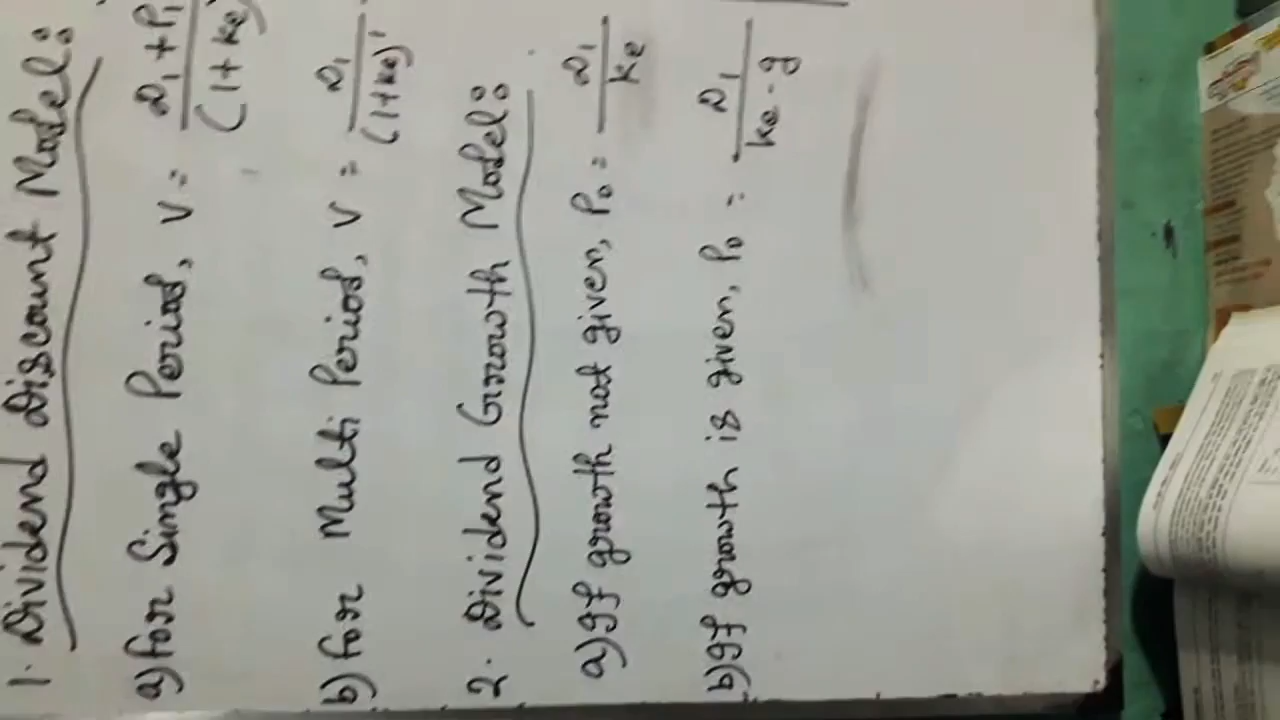 1. Dividend Discount Model:
a) for Single Period, V = D₁ + P₁ / (1 + ke)
b) for Multi Period, V = D₁ / (1+ke)¹
2. Dividend Growth Model:
a) If growth not given, P₀ = D₁ / ke
b) If growth is given, P₀ = D₁ / ke - g